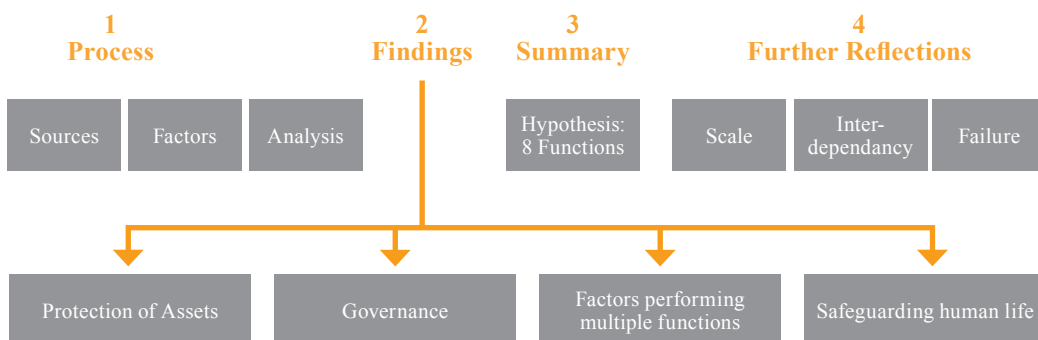 1
Process
2
Findings
3
Summary
4
Further Reflections
Sources
Factors
Analysis
Hypothesis:
8 Functions
Scale
Inter-
dependancy
Failure
Protection of Assets
Governance
Factors performing
multiple functions
Safeguarding human life